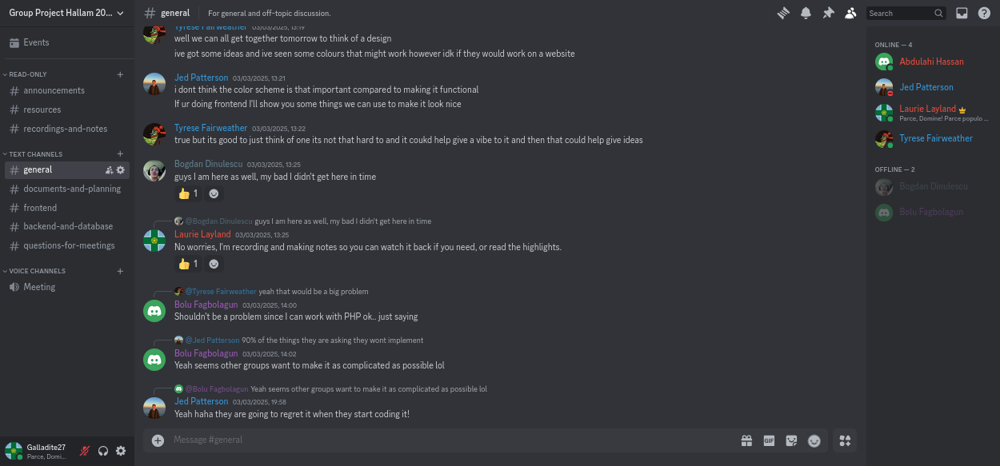 Group Project Hallam 20...
Events
READ-ONLY
announcements
resources
recordings-and-notes
TEXT CHANNELS
general
documents-and-planning
frontend
backend-and-database
questions-for-meetings
VOICE CHANNELS
Meeting
Galladite27
Parce, Domi...
general
For general and off-topic discussion.
Search
Tyrese Fairweather 03/03/2025, 13:19
well we can all get together tomorrow to think of a design
ive got some ideas and ive seen some colours that might work however idk if they would work on a website
Jed Patterson 03/03/2025, 13:21
i dont think the color scheme is that important compared to making it functional
If ur doing frontend I'll show you some things we can use to make it look nice
Tyrese Fairweather 03/03/2025, 13:22
true but its good to just think of one its not that hard to and it coukd help give a vibe to it and then that could help give ideas
Bogdan Dinulescu 03/03/2025, 13:25
guys I am here as well, my bad I didn't get here in time
1
@Bogdan Dinulescu guys I am here as well, my bad I didn't get here in time
Laurie Layland 03/03/2025, 13:25
No worries, I'm recording and making notes so you can watch it back if you need, or read the highlights.
1
@Tyrese Fairweather yeah that would be a big problem
Bolu Fagbolagun 03/03/2025, 14:00
Shouldn't be a problem since I can work with PHP ok.. just saying
@Jed Patterson 90% of the things they are asking they wont implement
Bolu Fagbolagun 03/03/2025, 14:02
Yeah seems other groups want to make it as complicated as possible lol
@Bolu Fagbolagun Yeah seems other groups want to make it as complicated as possible lol
Jed Patterson 03/03/2025, 19:58
Yeah haha they are going to regret it when they start coding it!
Message #general
GIF
ONLINE — 4
Abdulahi Hassan
Jed Patterson
Laurie Layland
Parce, Domine! Parce populo ...
Tyrese Fairweather
OFFLINE — 2
Bogdan Dinulescu
Bolu Fagbolagun